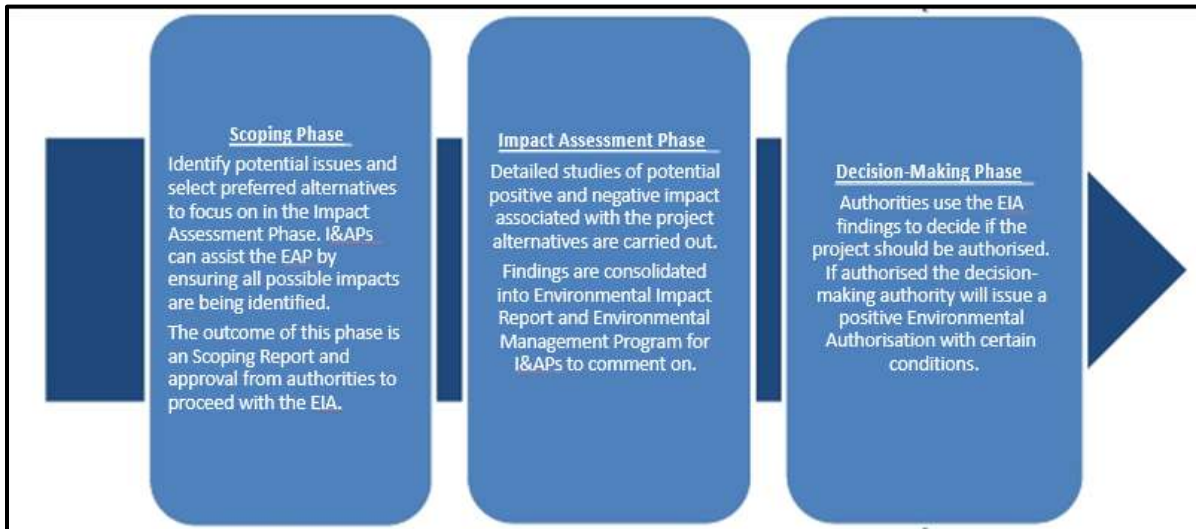 Scoping Phase
Identify potential issues and
select preferred alternatives
to focus on in the Impact
Assessment Phase. I&APs
can assist the EAP by
ensuring all possible impacts
are being identified.
The outcome of this phase is
an Scoping Report and
approval from authorities to
proceed with the EIA.
Impact Assessment Phase
Detailed studies of potential
positive and negative impact
associated with the project
alternatives are carried out.
Findings are consolidated
into Environmental Impact
Report and Environmental
Management Program for
I&APs to comment on.
Decision-Making Phase
Authorities use the EIA
findings to decide if the
project should be authorised.
If authorised the decision-
making authority will issue a
positive Environmental
Authorisation with certain
conditions.